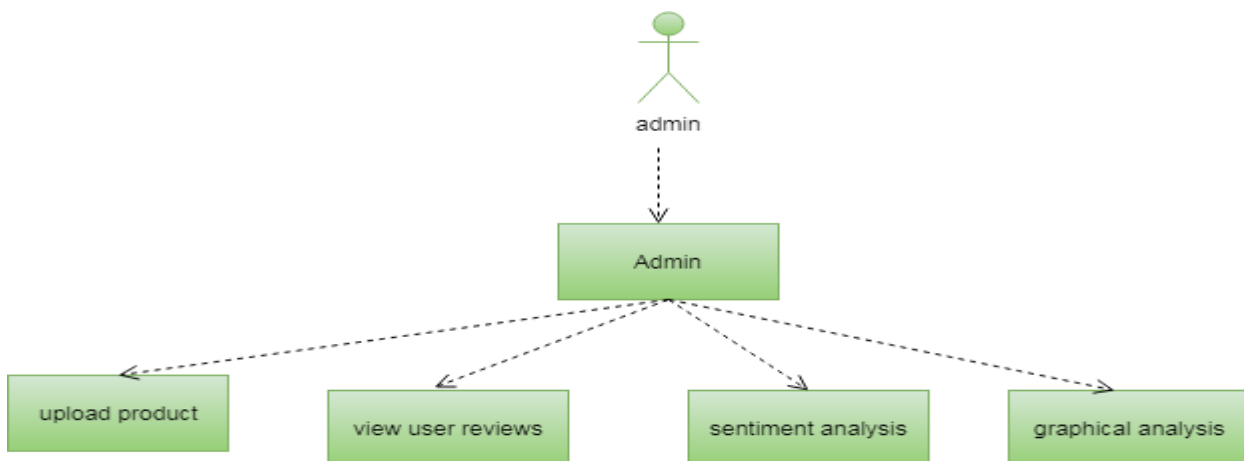 admin
Admin
upload product
view user reviews
sentiment analysis
graphical analysis